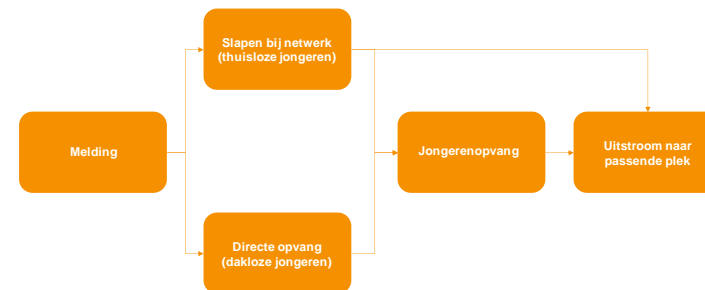 Slapen bij netwerk
(thuisloze jongeren)
Melding
Jongerenopvang
Uitstroom naar
passende plek
Directe opvang
(dakloze jongeren)